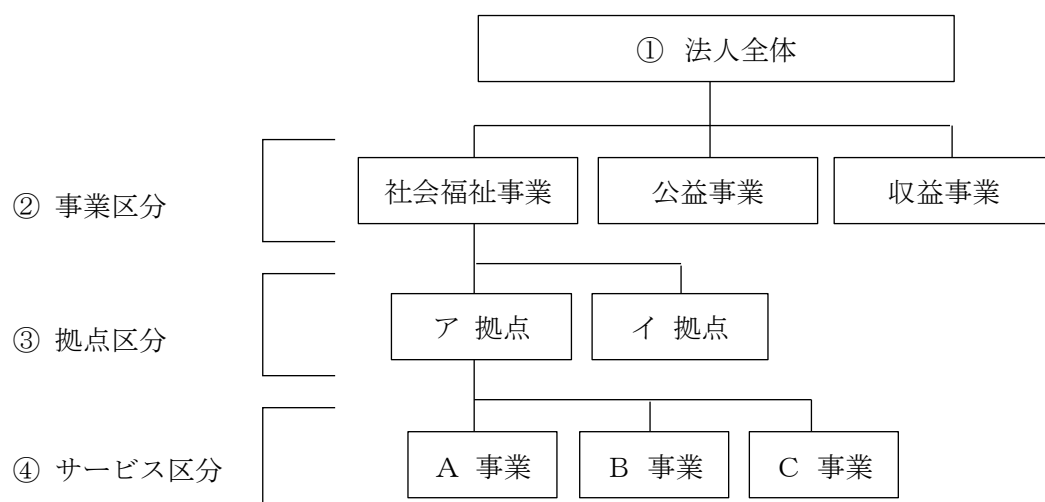 ① 法人全体
② 事業区分
社会福祉事業
公益事業
収益事業
③ 拠点区分
ア 拠点
イ 拠点
④ サービス区分
A 事業
B 事業
C 事業